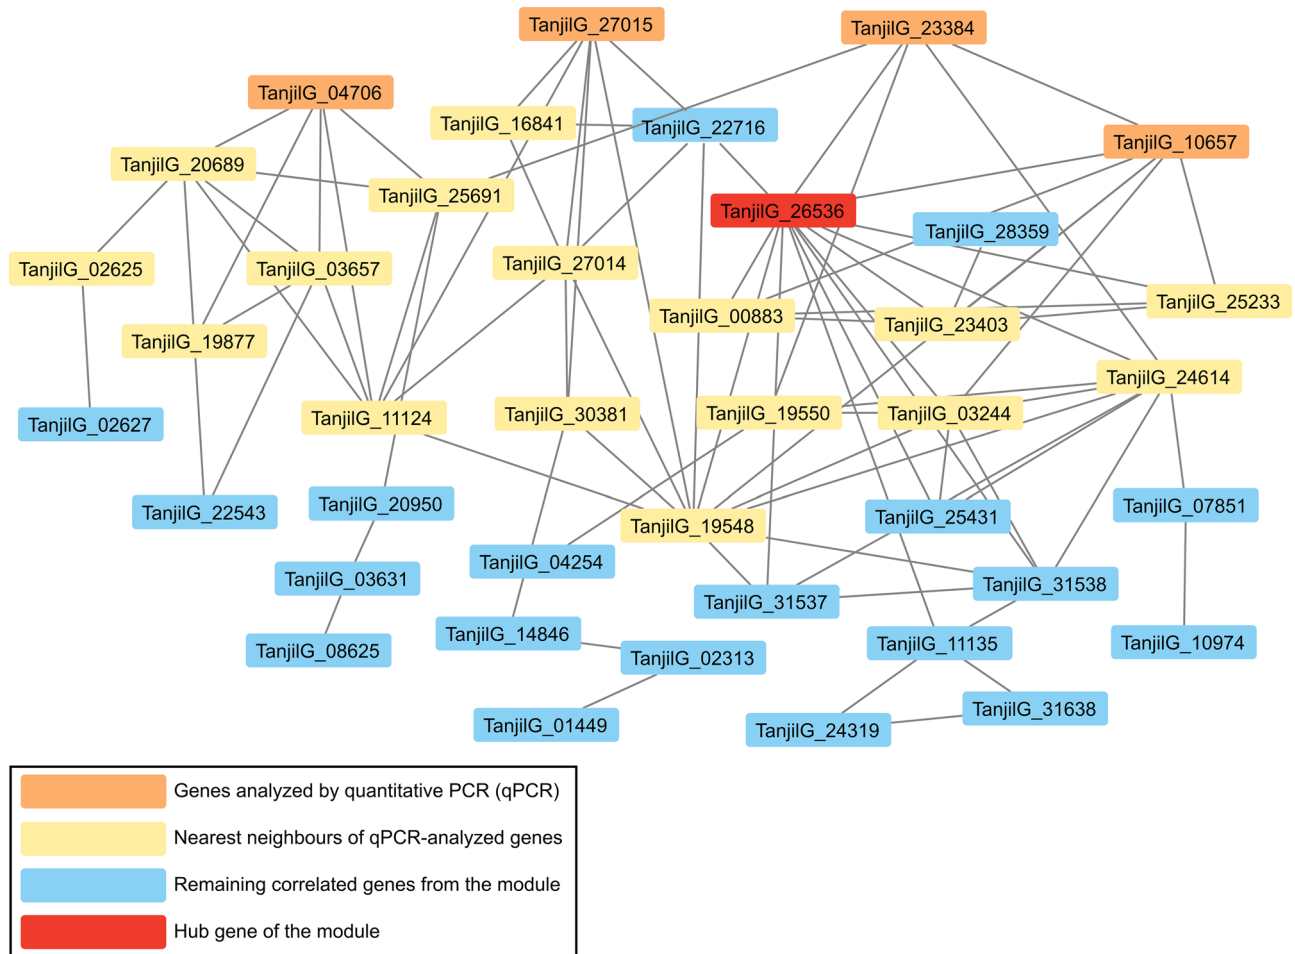 TanjilG_27015
TanjilG_23384
TanjilG_04706
TanjilG_16841
TanjilG_22716
TanjilG_10657
TanjilG_20689
TanjilG_25691
TanjilG_26536
TanjilG_28359
TanjilG_02625
TanjilG_03657
TanjilG_27014
TanjilG_00883
TanjilG_23403
TanjilG_25233
TanjilG_19877
TanjilG_24614
TanjilG_02627
TanjilG_11124
TanjilG_30381
TanjilG_19550
TanjilG_03244
TanjilG_22543
TanjilG_20950
TanjilG_19548
TanjilG_25431
TanjilG_07851
TanjilG_03631
TanjilG_04254
TanjilG_31537
TanjilG_31538
TanjilG_08625
TanjilG_14846
TanjilG_02313
TanjilG_11135
TanjilG_10974
TanjilG_01449
TanjilG_24319
TanjilG_31638
Genes analyzed by quantitative PCR (qPCR)
Nearest neighbours of qPCR-analyzed genes
Remaining correlated genes from the module
Hub gene of the module